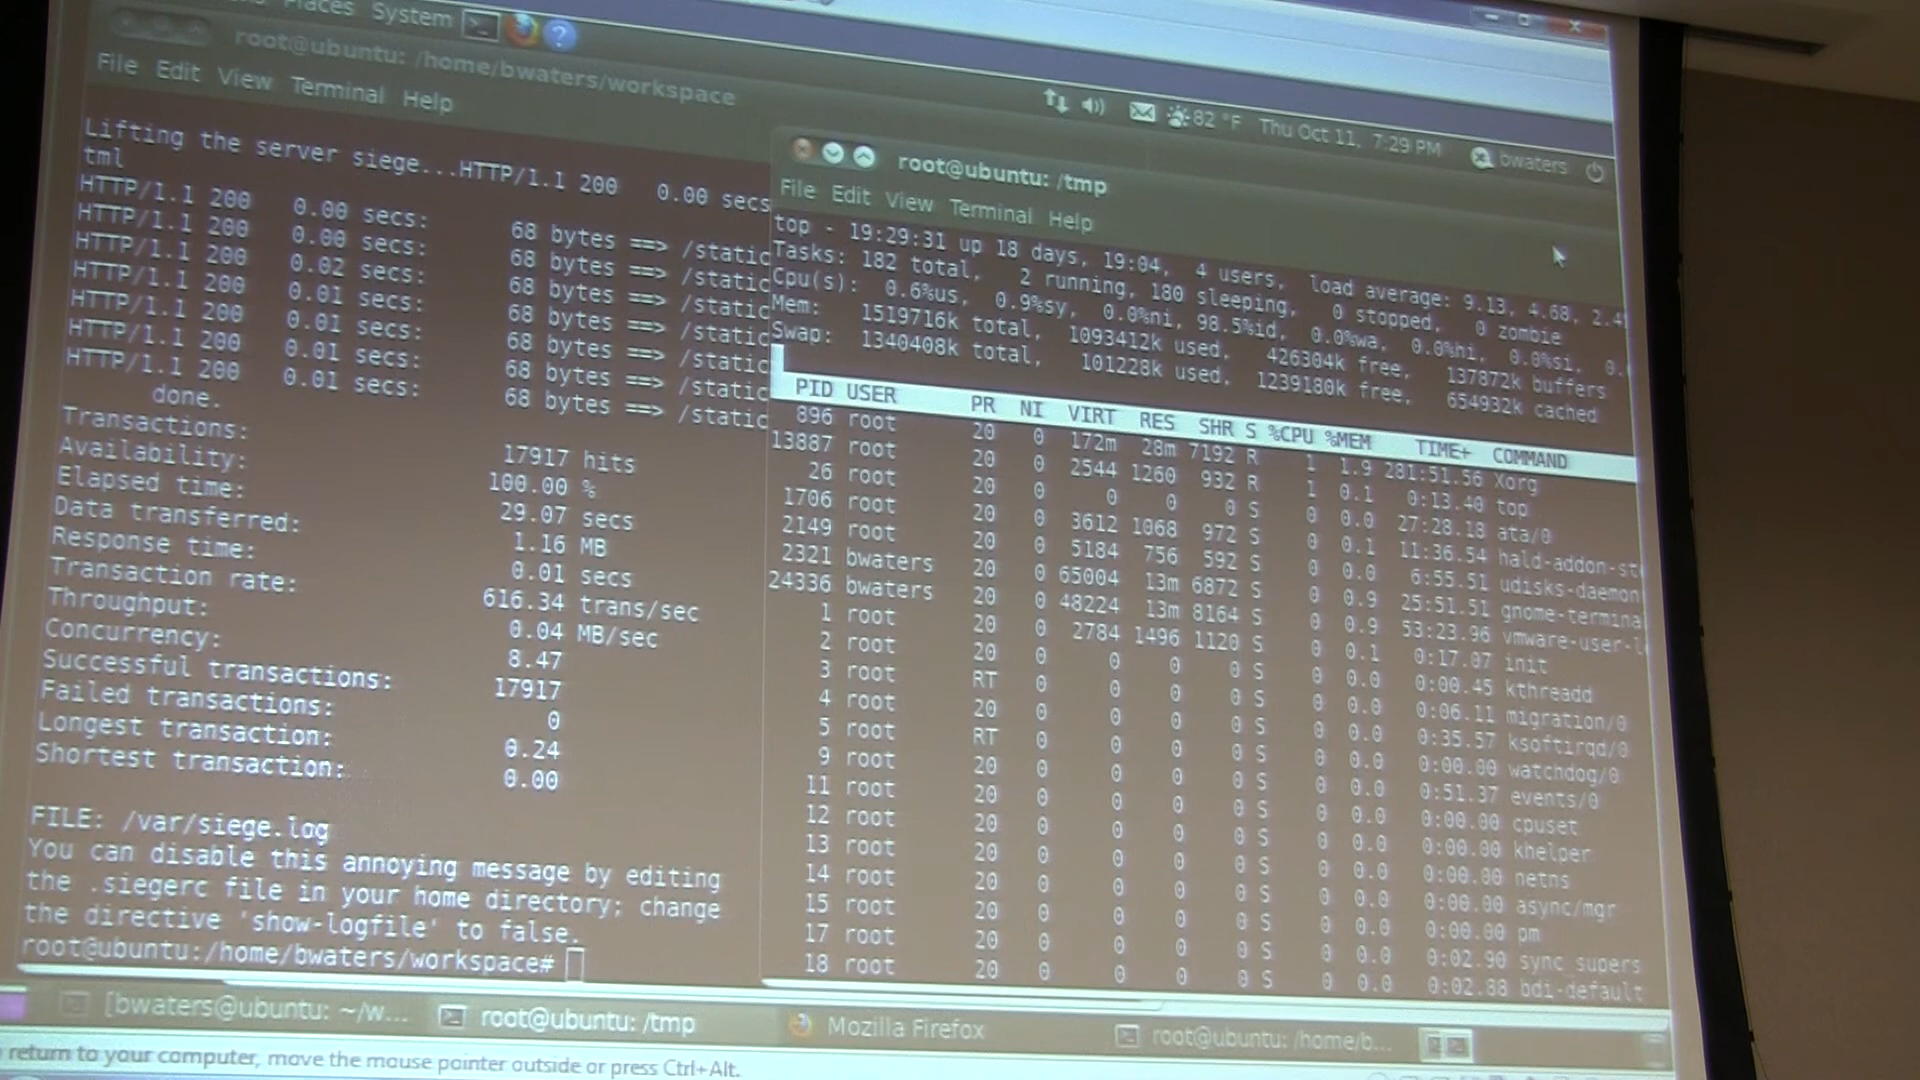 Places System
root@ubuntu: /home/bwaters/workspace
File Edit View Terminal Help
82 °F Thu Oct 11, 7:29 PM bwaters
Lifting the server siege...HTTP/1.1 200 0.00 secs
tml
HTTP/1.1 200 0.00 secs: 68 bytes ==> /static
HTTP/1.1 200 0.00 secs: 68 bytes ==> /static
HTTP/1.1 200 0.02 secs: 68 bytes ==> /static
HTTP/1.1 200 0.01 secs: 68 bytes ==> /static
HTTP/1.1 200 0.01 secs: 68 bytes ==> /static
HTTP/1.1 200 0.01 secs: 68 bytes ==> /static
HTTP/1.1 200 0.01 secs: 68 bytes ==> /static
done.
Transactions: 17917 hits
Availability: 100.00 %
Elapsed time: 29.07 secs
Data transferred: 1.16 MB
Response time: 0.01 secs
Transaction rate: 616.34 trans/sec
Throughput: 0.04 MB/sec
Concurrency: 8.47
Successful transactions: 17917
Failed transactions: 0
Longest transaction: 0.24
Shortest transaction: 0.00
FILE: /var/siege.log
You can disable this annoying message by editing
the .siegerc file in your home directory; change
the directive 'show-logfile' to false.
root@ubuntu:/home/bwaters/workspace#
root@ubuntu: /tmp
File Edit View Terminal Help
top - 19:29:31 up 18 days, 19:04, 4 users, load average: 9.13, 4.68, 2.4
Tasks: 182 total, 2 running, 180 sleeping, 0 stopped, 0 zombie
Cpu(s): 0.6%us, 0.9%sy, 0.0%ni, 98.5%id, 0.0%wa, 0.0%hi, 0.0%si, 0.
Mem: 1519716k total, 1093412k used, 426304k free, 137872k buffers
Swap: 1340408k total, 101228k used, 1239180k free, 654932k cached
PID USER PR NI VIRT RES SHR S %CPU %MEM TIME+ COMMAND
896 root 20 0 172m 28m 7192 R 1 1.9 281:51.56 Xorg
13887 root 20 0 2544 1260 932 R 1 0.1 0:13.40 top
26 root 20 0 0 0 0 S 0 0.0 27:28.18 ata/0
1706 root 20 0 3612 1068 972 S 0 0.1 11:36.54 hald-addon-sto
2149 root 20 0 5184 756 592 S 0 0.0 6:55.51 udisks-daemon
2321 bwaters 20 0 65004 13m 6872 S 0 0.9 25:51.51 gnome-termina
24336 bwaters 20 0 48224 13m 8164 S 0 0.9 53:23.96 vmware-user-l
1 root 20 0 2784 1496 1120 S 0 0.1 0:17.07 init
2 root 20 0 0 0 0 S 0 0.0 0:00.45 kthreadd
3 root RT 0 0 0 0 S 0 0.0 0:06.11 migration/0
4 root 20 0 0 0 0 S 0 0.0 0:35.57 ksoftirqd/0
5 root RT 0 0 0 0 S 0 0.0 0:00.00 watchdog/0
9 root 20 0 0 0 0 S 0 0.0 0:51.37 events/0
11 root 20 0 0 0 0 S 0 0.0 0:00.00 cpuset
12 root 20 0 0 0 0 S 0 0.0 0:00.00 khelper
13 root 20 0 0 0 0 S 0 0.0 0:00.00 netns
14 root 20 0 0 0 0 S 0 0.0 0:00.00 async/mgr
15 root 20 0 0 0 0 S 0 0.0 0:00.00 pm
17 root 20 0 0 0 0 S 0 0.0 0:02.90 sync_supers
18 root 20 0 0 0 0 S 0 0.0 0:02.88 bdi-default
[bwaters@ubuntu: ~/w... root@ubuntu: /tmp Mozilla Firefox root@ubuntu: /home/b...
return to your computer, move the mouse pointer outside or press Ctrl+Alt.